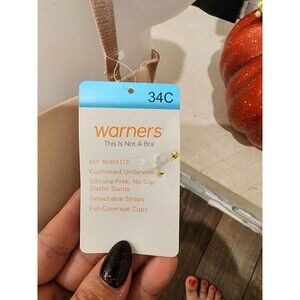 34C
warners
This Is Not A Bra
KEY BENEFITS
Cushioned Underwire
Silicone-Free, No-Slip
Elastic Bands
Detachable Straps
Full-Coverage Cups